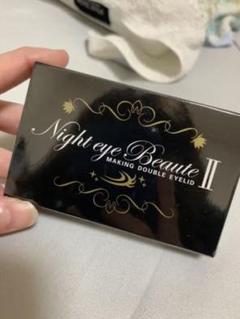 Night eye Beaute II
MAKING DOUBLE EYELID